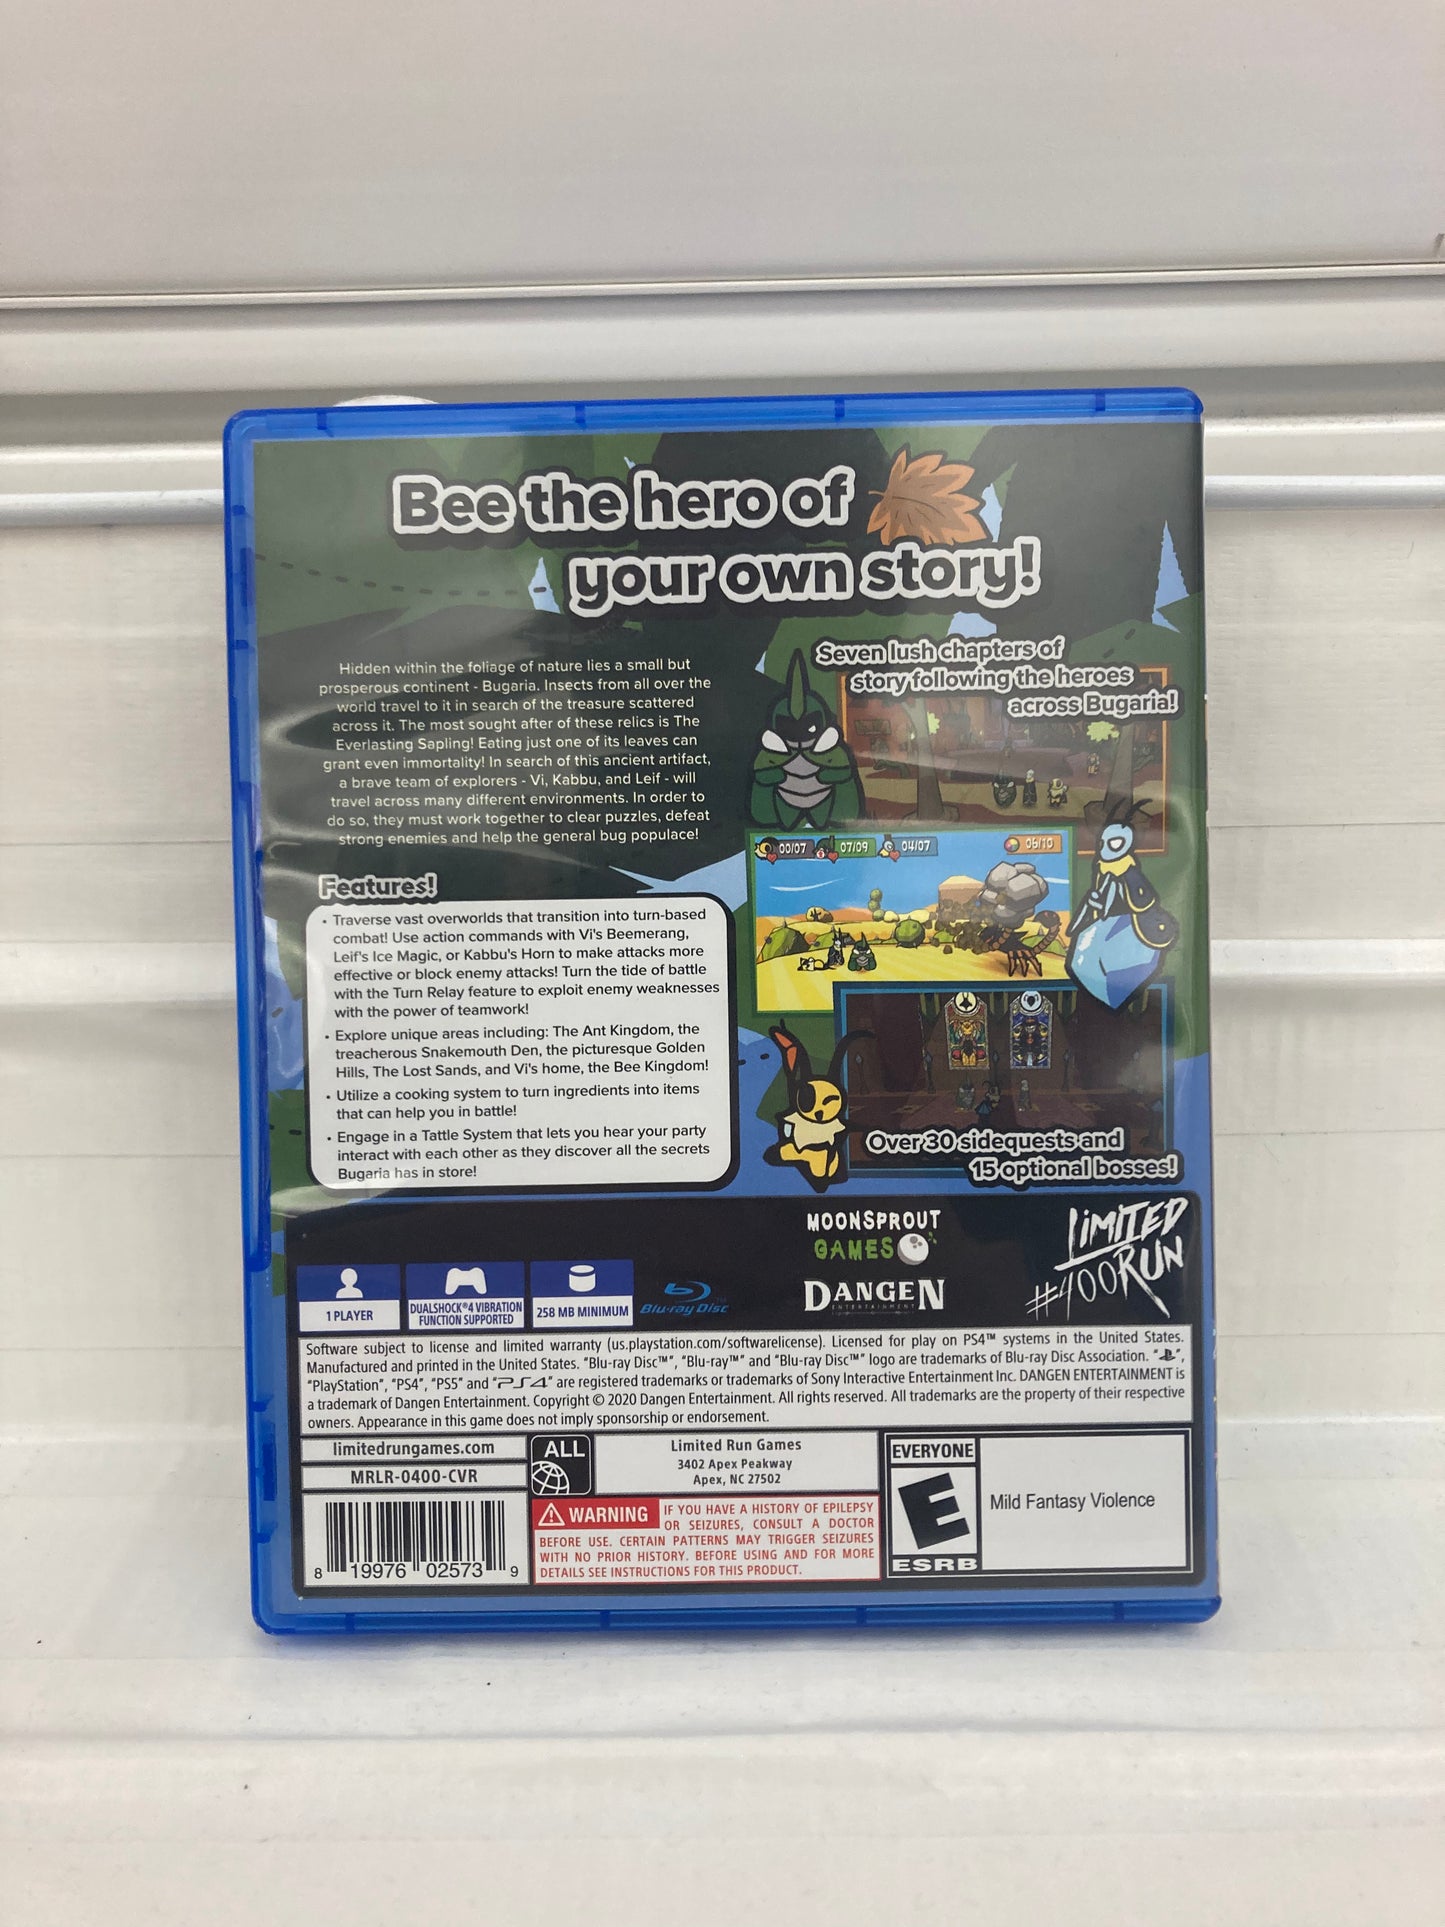 Bee the hero of
your own story!
Hidden within the foliage of nature lies a small but
prosperous continent - Bugaria. Insects from all over the
world travel to it in search of the treasure scattered
across it. The most sought after of these relics is The
Everlasting Sapling! Eating just one of its leaves can
grant even immortality! In search of this ancient artifact,
a brave team of explorers - Vi, Kabbu, and Leif - will
travel across many different environments. In order to
do so, they must work together to clear puzzles, defeat
strong enemies and help the general bug populace!
Seven lush chapters of
story following the heroes
across Bugaria!
00/07 07/09 04/07 06/10
Features!
• Traverse vast overworlds that transition into turn-based
combat! Use action commands with Vi's Beemerang,
Leif's Ice Magic, or Kabbu's Horn to make attacks more
effective or block enemy attacks! Turn the tide of battle
with the Turn Relay feature to exploit enemy weaknesses
with the power of teamwork!
• Explore unique areas including: The Ant Kingdom, the
treacherous Snakemouth Den, the picturesque Golden
Hills, The Lost Sands, and Vi's home, the Bee Kingdom!
• Utilize a cooking system to turn ingredients into items
that can help you in battle!
• Engage in a Tattle System that lets you hear your party
interact with each other as they discover all the secrets
Bugaria has in store!
Over 30 sidequests and
15 optional bosses!
MOONSPROUT
GAMES
DANGEN
ENTERTAINMENT
LIMITED
RUN
#400
1 PLAYER
DUALSHOCK®4 VIBRATION
FUNCTION SUPPORTED
258 MB MINIMUM
Blu-ray Disc™
Software subject to license and limited warranty (us.playstation.com/softwarelicense). Licensed for play on PS4™ systems in the United States.
Manufactured and printed in the United States. "Blu-ray Disc™", "Blu-ray™" and "Blu-ray Disc™" logo are trademarks of Blu-ray Disc Association. "",
"PlayStation", "PS4", "PS5" and "PS4" are registered trademarks or trademarks of Sony Interactive Entertainment Inc. DANGEN ENTERTAINMENT is
a trademark of Dangen Entertainment. Copyright © 2020 Dangen Entertainment. All rights reserved. All trademarks are the property of their respective
owners. Appearance in this game does not imply sponsorship or endorsement.
limitedrungames.com
MRLR-0400-CVR
8 19976 02573 9
ALL
Limited Run Games
3402 Apex Peakway
Apex, NC 27502
WARNING IF YOU HAVE A HISTORY OF EPILEPSY
OR SEIZURES, CONSULT A DOCTOR
BEFORE USE. CERTAIN PATTERNS MAY TRIGGER SEIZURES
WITH NO PRIOR HISTORY. BEFORE USING AND FOR MORE
DETAILS SEE INSTRUCTIONS FOR THIS PRODUCT.
EVERYONE
E
ESRB
Mild Fantasy Violence